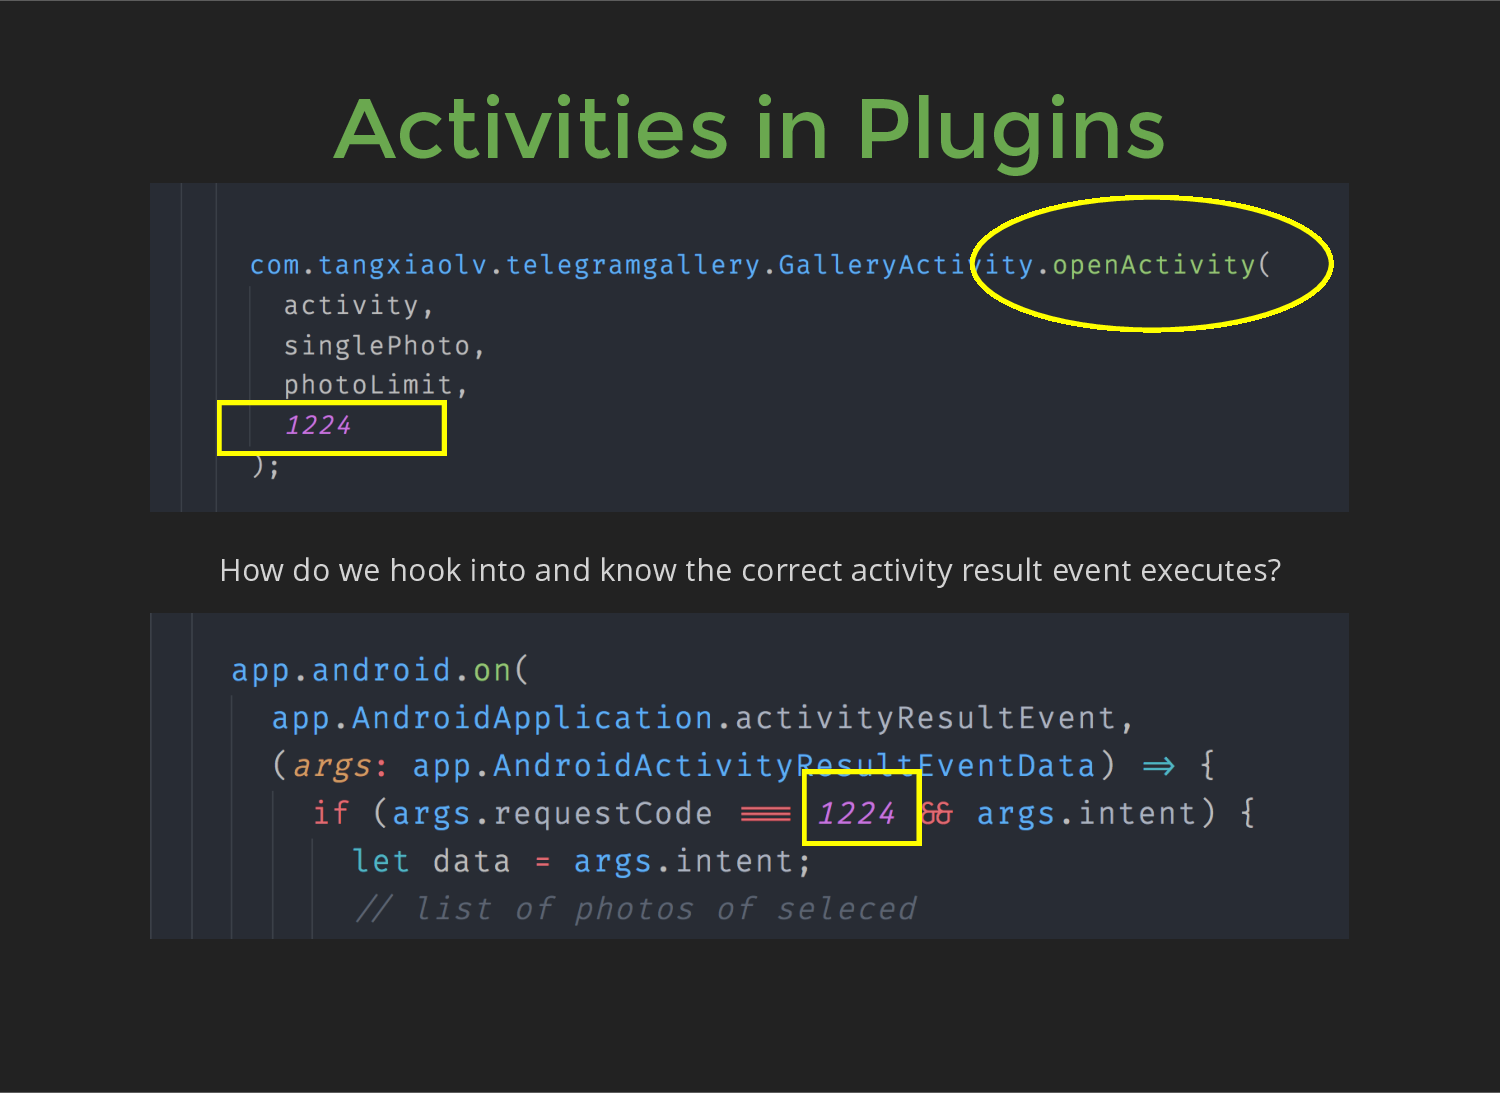 Activities in Plugins
com.tangxiaolv.telegramgallery.GalleryActivity.openActivity(
activity,
singlePhoto,
photoLimit,
1224
);
How do we hook into and know the correct activity result event executes?
app.android.on(
app.AndroidApplication.activityResultEvent,
(args: app.AndroidActivityResultEventData) => {
if (args.requestCode === 1224 && args.intent) {
let data = args.intent;
// list of photos of seleced